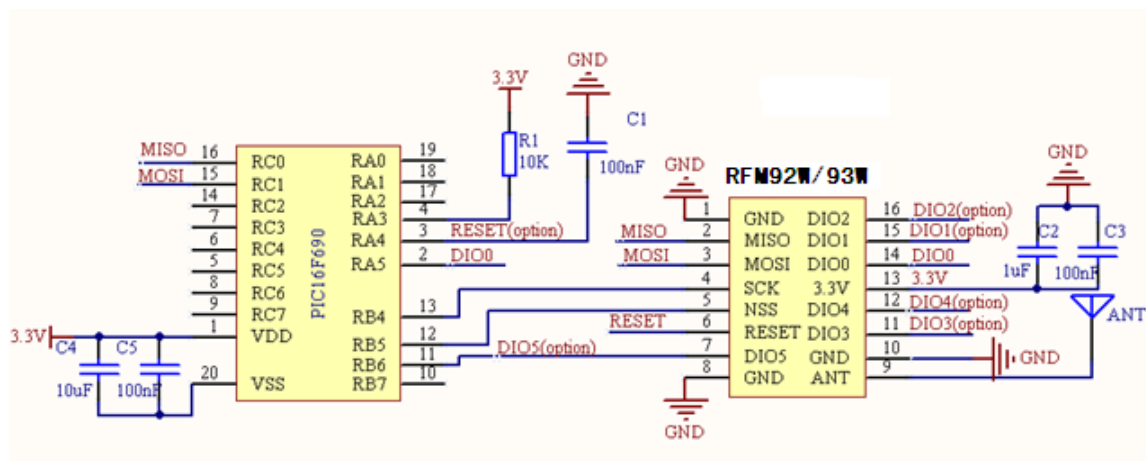 GND
3.3V
C1
R1
10K
100nF
MISO
16
RC0
RA0
19
MOSI
15
RC1
RA1
18
14
RC2
RA2
17
7
RC3
RA3
4
6
RC4
RA4
3
RESET(option)
5
RC5
RA5
2
DIO0
8
RC6
9
RC7
RB4
13
3.3V
1
VDD
RB5
12
RB6
11
DIO5(option)
20
VSS
RB7
10
PIC16F690
C4
C5
10uF
100nF
GND
RFM92W/93W
GND
1
GND
DIO2
16
DIO2(option)
MISO
2
MISO
DIO1
15
DIO1(option)
MOSI
3
MOSI
DIO0
14
DIO0
4
SCK
3.3V
13
3.3V
5
NSS
DIO4
12
DIO4(option)
RESET
6
RESET
DIO3
11
DIO3(option)
7
DIO5
GND
10
GND
8
GND
ANT
9
GND
C2
C3
1uF
100nF
ANT